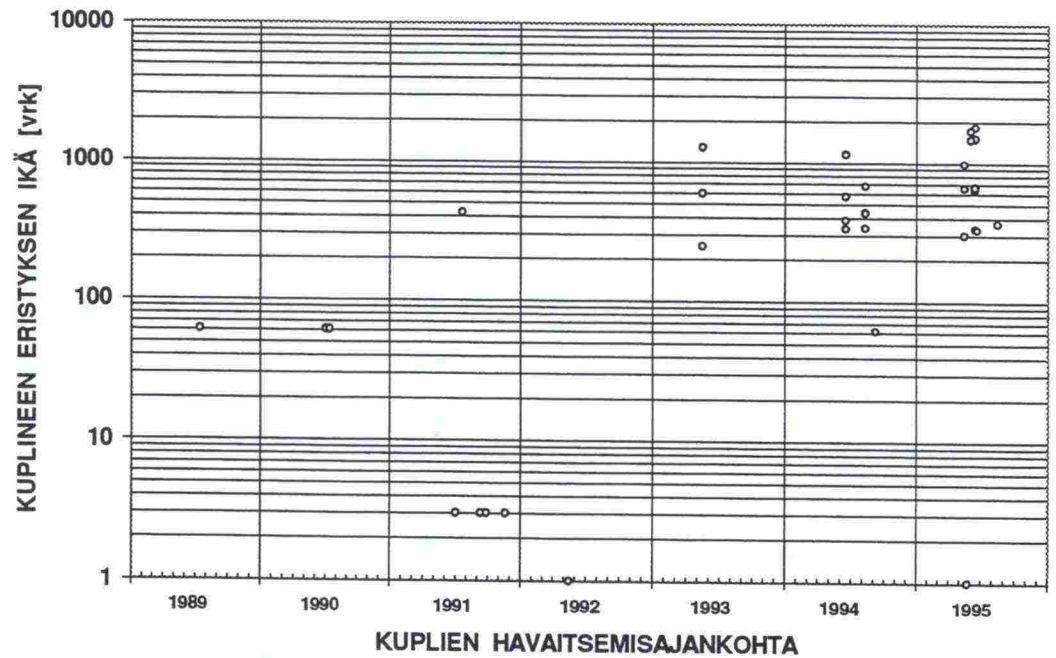 KUPLINEEN ERISTYKSEN IKÄ [vrk]
10000
1000
100
10
1
1989 1990 1991 1992 1993 1994 1995
KUPLIEN HAVAITSEMISAJANKOHTA